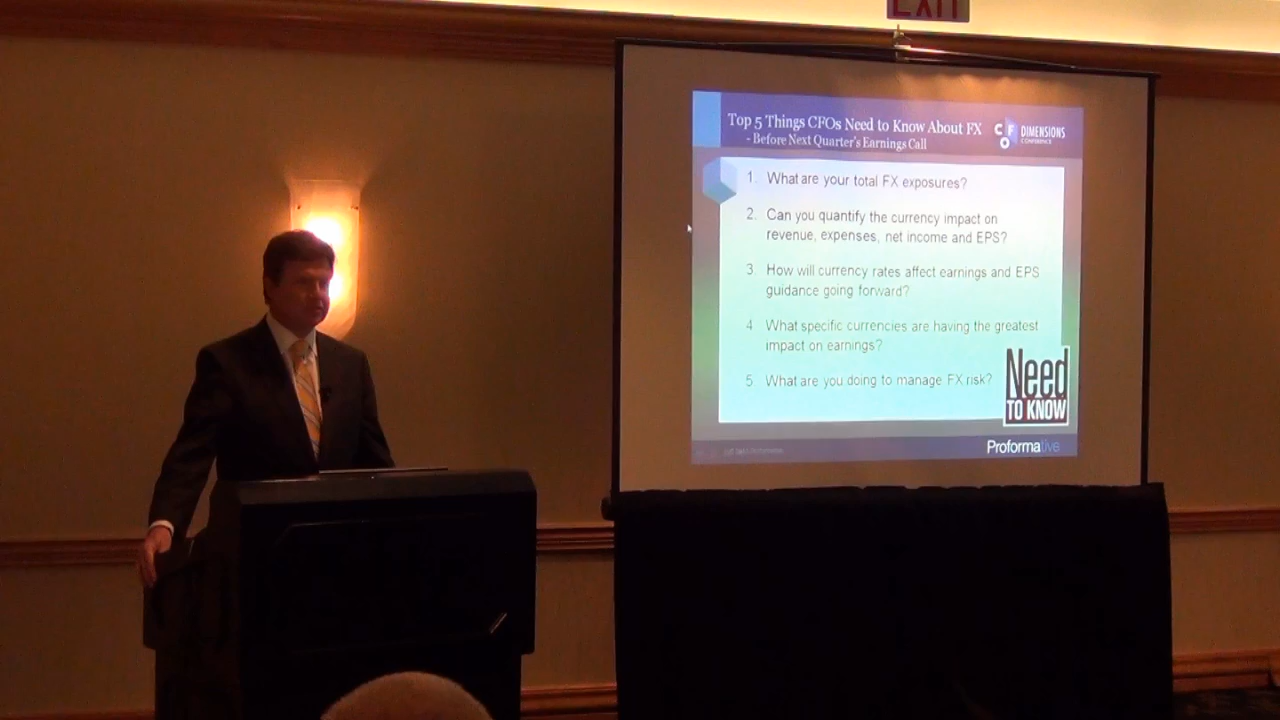 EXIT
Top 5 Things CFOs Need to Know About FX
- Before Next Quarter's Earnings Call
CFO DIMENSIONS
CONFERENCE
1. What are your total FX exposures?
2. Can you quantify the currency impact on
revenue, expenses, net income and EPS?
3. How will currency rates affect earnings and EPS
guidance going forward?
4 What specific currencies are having the greatest
impact on earnings?
5 What are you doing to manage FX risk?
Need
TO KNOW
Proformative